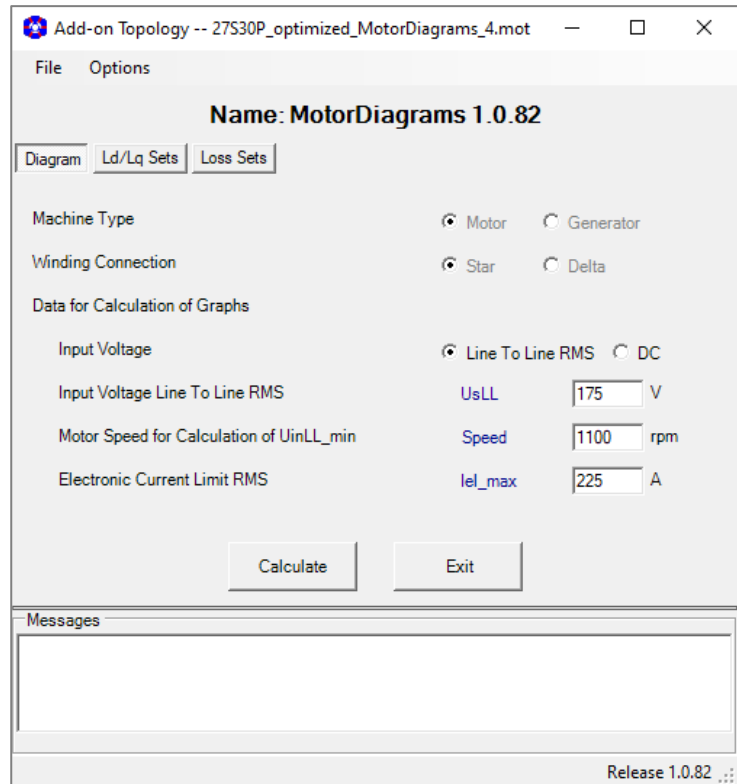 Add-on Topology -- 27S30P_optimized_MotorDiagrams_4.mot
File Options
Name: MotorDiagrams 1.0.82
Diagram Ld/Lq Sets Loss Sets
Machine Type Motor Generator
Winding Connection Star Delta
Data for Calculation of Graphs
Input Voltage Line To Line RMS DC
Input Voltage Line To Line RMS UsLL 175 V
Motor Speed for Calculation of UinLL_min Speed 1100 rpm
Electronic Current Limit RMS Iel_max 225 A
Calculate Exit
Messages
Release 1.0.82